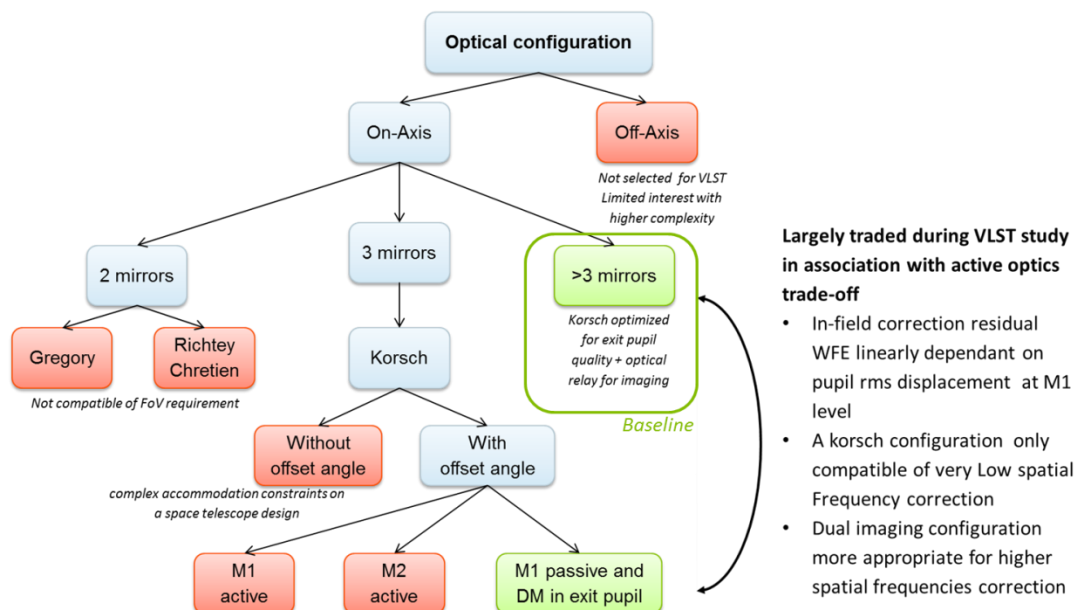 Optical configuration
On-Axis
Off-Axis
Not selected for VLST
Limited interest with
higher complexity
2 mirrors
3 mirrors
>3 mirrors
Korsch optimized
for exit pupil
quality + optical
relay for imaging
Baseline
Gregory
Richtey
Chretien
Not compatible of FoV requirement
Korsch
Without
offset angle
With
offset angle
complex accommodation constraints on
a space telescope design
M1
active
M2
active
M1 passive and
DM in exit pupil
Largely traded during VLST study
in association with active optics
trade-off
• In-field correction residual
WFE linearly dependant on
pupil rms displacement at M1
level
• A korsch configuration only
compatible of very Low spatial
Frequency correction
• Dual imaging configuration
more appropriate for higher
spatial frequencies correction